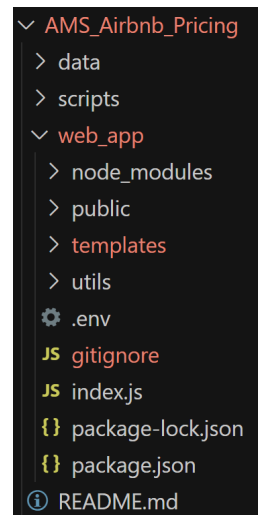 AMS_Airbnb_Pricing
data
scripts
web_app
node_modules
public
templates
utils
.env
JS gitignore
JS index.js
{} package-lock.json
{} package.json
README.md